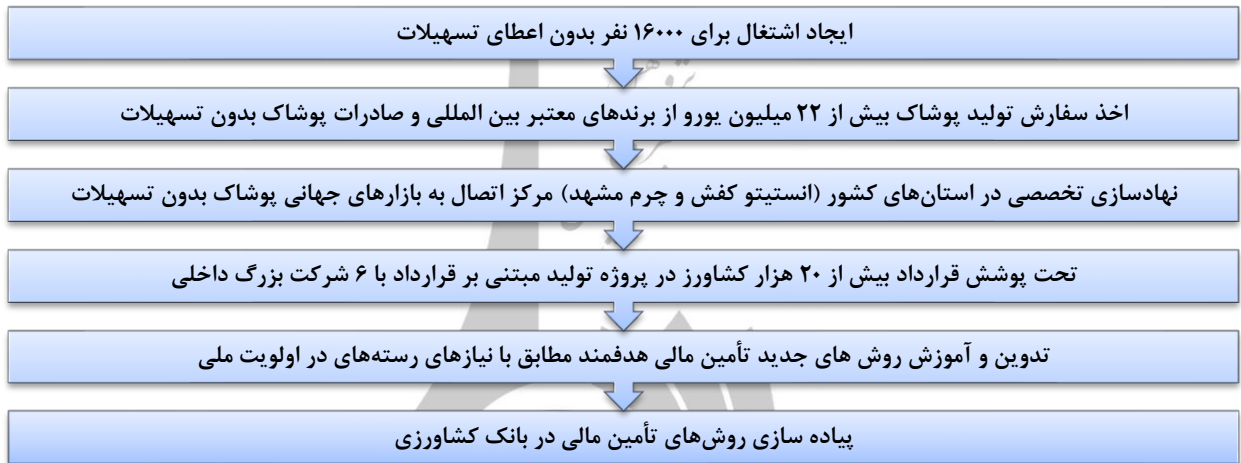 ایجاد اشتغال برای ۱۶۰۰۰ نفر بدون اعطای تسهیلات
اخذ سفارش تولید پوشاک بیش از ۲۲ میلیون یورو از برندهای معتبر بین المللی و صادرات پوشاک بدون تسهیلات
نهادسازی تخصصی در استان‌های کشور (انستیتو کفش و چرم مشهد) مرکز اتصال به بازارهای جهانی پوشاک بدون تسهیلات
تحت پوشش قرارداد بیش از ۲۰ هزار کشاورز در پروژه تولید مبتنی بر قرارداد با ۶ شرکت بزرگ داخلی
تدوین و آموزش روش های جدید تأمین مالی هدفمند مطابق با نیازهای رسته‌های در اولویت ملی
پیاده سازی روش‌های تأمین مالی در بانک کشاورزی